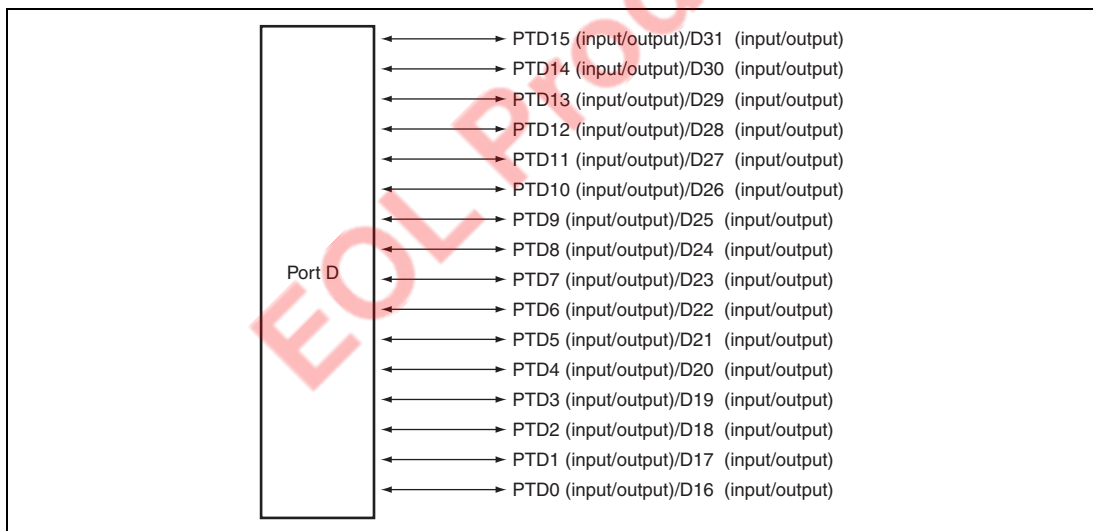 PTD15 (input/output)/D31 (input/output)
PTD14 (input/output)/D30 (input/output)
PTD13 (input/output)/D29 (input/output)
PTD12 (input/output)/D28 (input/output)
PTD11 (input/output)/D27 (input/output)
PTD10 (input/output)/D26 (input/output)
PTD9 (input/output)/D25 (input/output)
PTD8 (input/output)/D24 (input/output)
Port D
PTD7 (input/output)/D23 (input/output)
PTD6 (input/output)/D22 (input/output)
PTD5 (input/output)/D21 (input/output)
PTD4 (input/output)/D20 (input/output)
PTD3 (input/output)/D19 (input/output)
PTD2 (input/output)/D18 (input/output)
PTD1 (input/output)/D17 (input/output)
PTD0 (input/output)/D16 (input/output)
EOL Prod